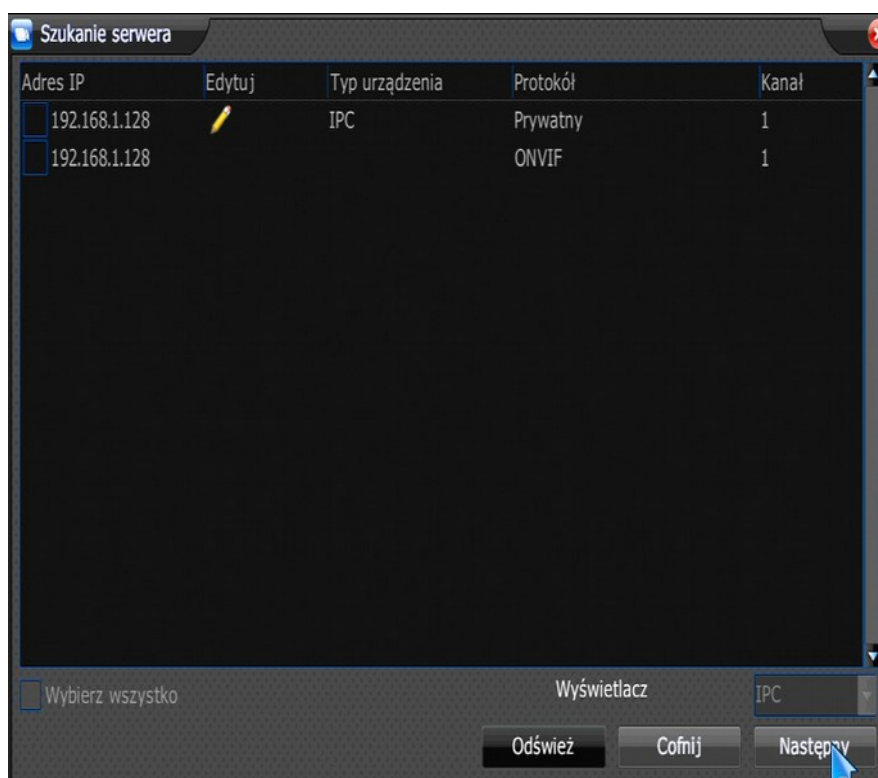 Szukanie serwera
Adres IP Edytuj Typ urządzenia Protokół Kanał
192.168.1.128 IPC Prywatny 1
192.168.1.128 ONVIF 1
Wybierz wszystko Wyświetlacz IPC
Odśwież Cofnij Następny